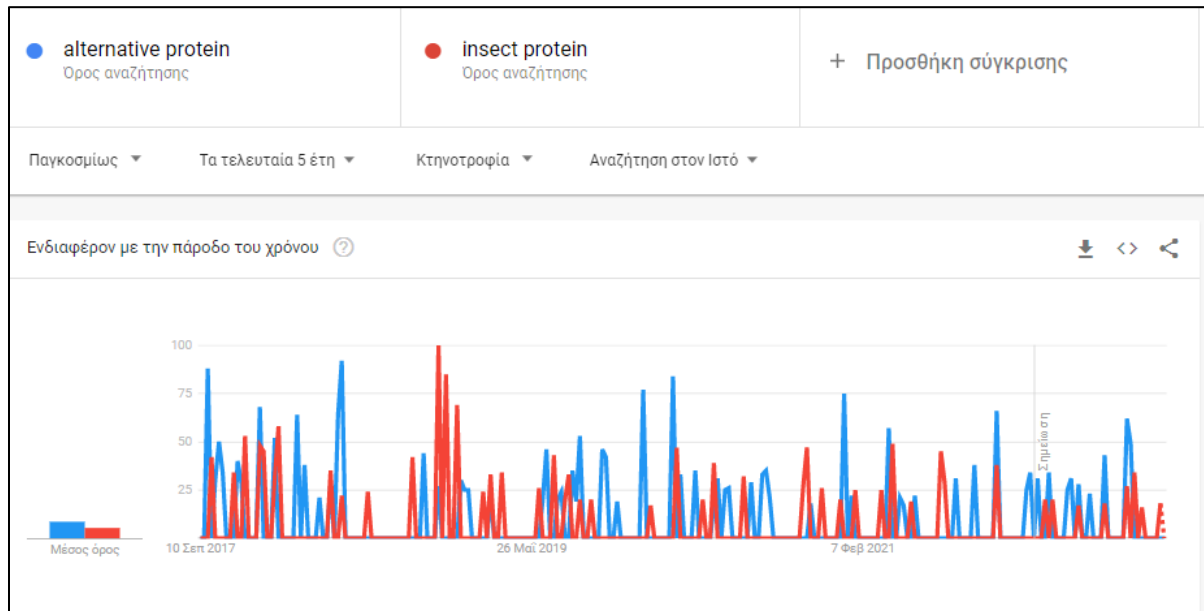 alternative protein
Όρος αναζήτησης
insect protein
Όρος αναζήτησης
+ Προσθήκη σύγκρισης
Παγκοσμίως
Τα τελευταία 5 έτη
Κτηνοτροφία
Αναζήτηση στον Ιστό
Ενδιαφέρον με την πάροδο του χρόνου
100
75
50
25
Σημείωση
Μέσος όρος
10 Σεπ 2017
26 Μαΐ 2019
7 Φεβ 2021